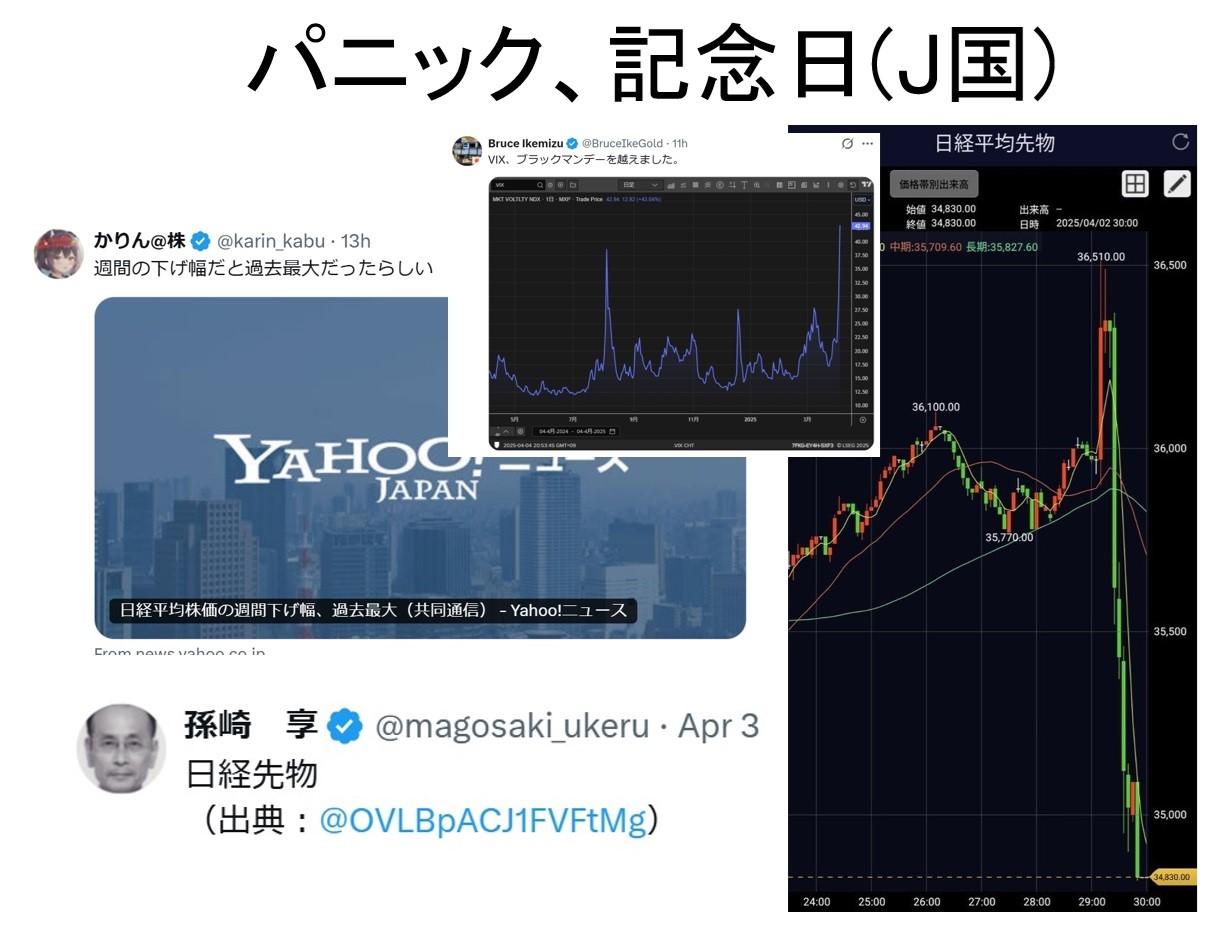 パニック、記念日(J国)
Bruce Ikemizu @BruceIkeGold · 11h
VIX、ブラックマンデーを越えました。
VIX
日足
MKT VOLTLTY NDX · 1日 · MXP · Trade Price 42.94 12.92 (+43.04%)
USD
45.00
42.94
40.00
37.50
35.00
32.50
30.00
27.50
25.00
22.50
20.00
17.50
15.00
12.50
10.00
5月 7月 9月 11月 2025 3月
04-4月-2024 - 04-4月-2025
2025-04-04 20:53:45 GMT+09 VIX CHT © LSEG 2025
かりん@株 @karin_kabu · 13h
週間の下げ幅だと過去最大だったらしい
YAHOO! ニュース
JAPAN
日経平均株価の週間下げ幅、過去最大（共同通信） - Yahoo!ニュース
From news.yahoo.co.jp
孫崎　享 @magosaki_ukeru · Apr 3
日経先物
（出典：@OVLBpACJ1FVFtMg）
日経平均先物
価格帯別出来高
始値 34,830.00 出来高 –
終値 34,830.00 日時 2025/04/02 30:00
0 中期:35,709.60 長期:35,827.60
36,510.00
36,500
36,100.00
36,000
35,770.00
35,500
35,000
34,830.00
24:00 25:00 26:00 27:00 28:00 29:00 30:00